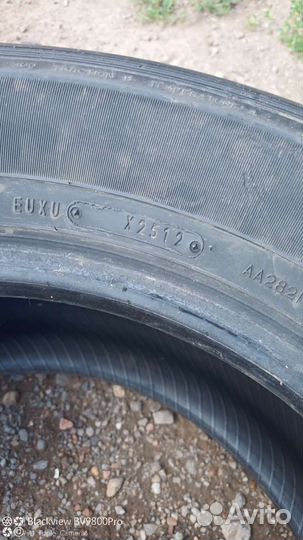 EUXU X2512
AA282
Blackview BV9800Pro
Avito